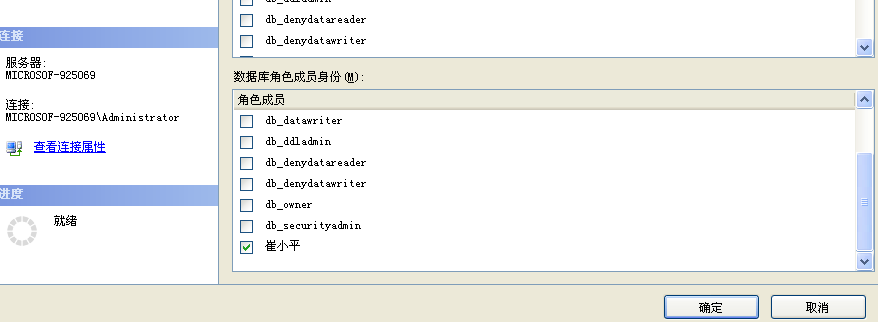 连接
服务器:
MICROSOF-925069
连接:
MICROSOF-925069\Administrator
查看连接属性
进度
就绪
db_denydatareader
db_denydatawriter
数据库角色成员身份(M):
角色成员
db_datawriter
db_ddladmin
db_denydatareader
db_denydatawriter
db_owner
db_securityadmin
崔小平
确定
取消